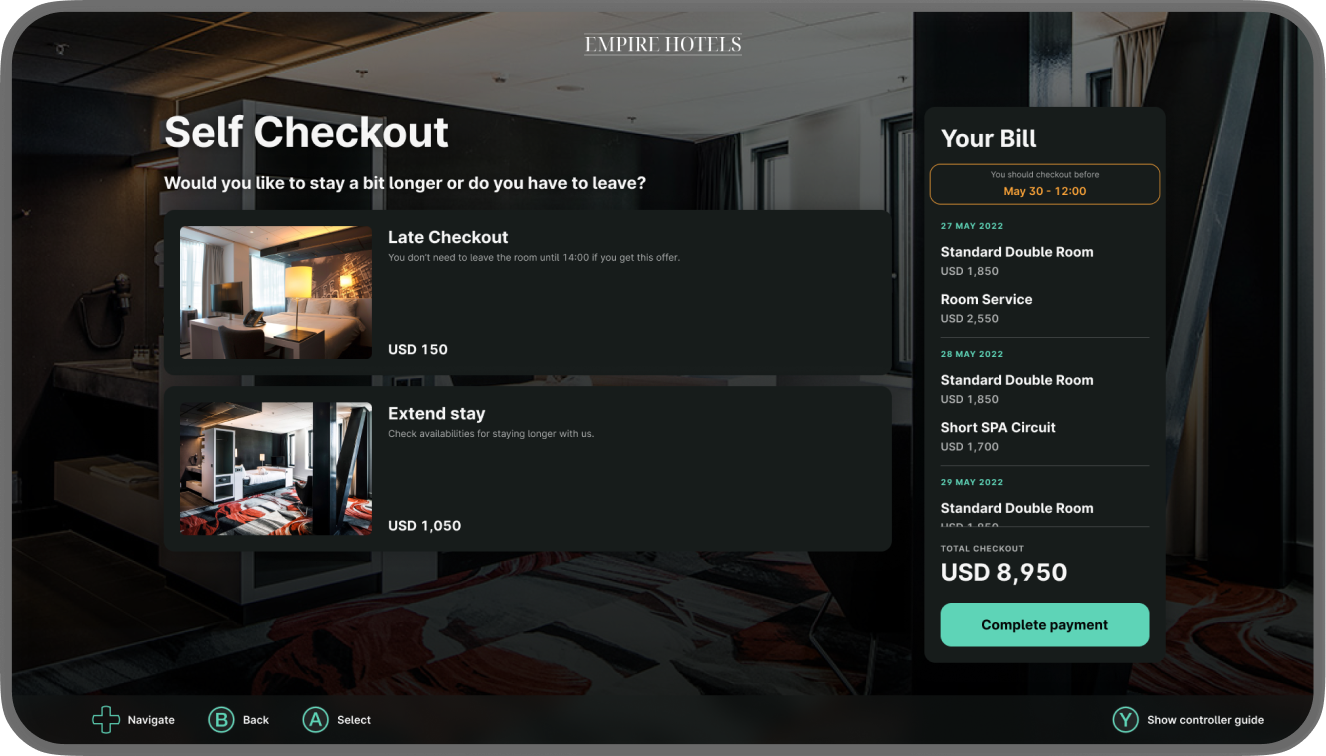 EMPIRE HOTELS
Self Checkout
Would you like to stay a bit longer or do you have to leave?
Late Checkout
You don't need to leave the room until 14:00 if you get this offer.
USD 150
Extend stay
Check availabilities for staying longer with us.
USD 1,050
Your Bill
You should checkout before
May 30 - 12:00
27 MAY 2022
Standard Double Room
USD 1,850
Room Service
USD 2,550
28 MAY 2022
Standard Double Room
USD 1,850
Short SPA Circuit
USD 1,700
29 MAY 2022
Standard Double Room
USD 1,850
TOTAL CHECKOUT
USD 8,950
Complete payment
Navigate
B Back
A Select
Y Show controller guide